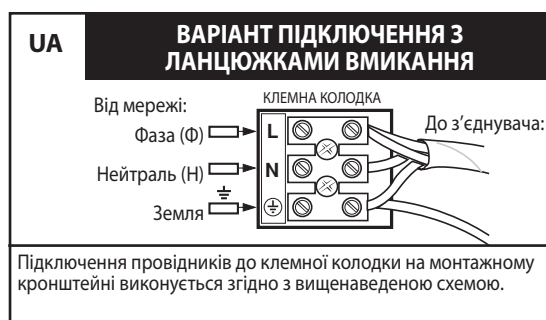 UA
ВАРІАНТ ПІДКЛЮЧЕННЯ З
ЛАНЦЮЖКАМИ ВМИКАННЯ
Від мережі:
КЛЕМНА КОЛОДКА
Фаза (Ф)
L
До з’єднувача:
Нейтраль (Н)
N
Земля
Підключення провідників до клемної колодки на монтажному
кронштейні виконується згідно з вищенаведеною схемою.